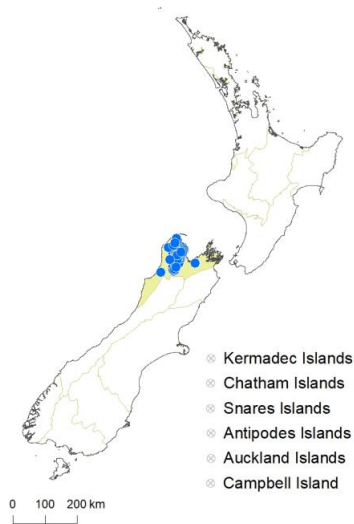 Kermadec Islands
Chatham Islands
Snares Islands
Antipodes Islands
Auckland Islands
Campbell Island
0 100 200 km